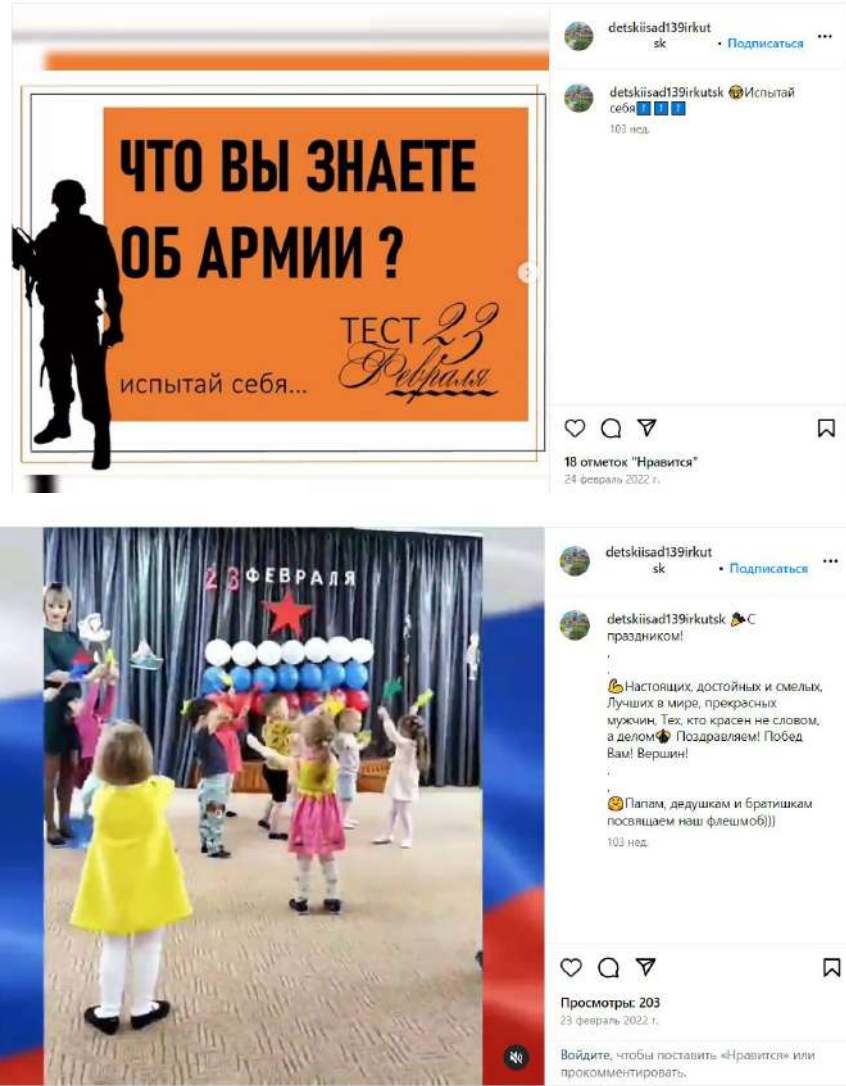 ЧТО ВЫ ЗНАЕТЕ
ОБ АРМИИ ?
ТЕСТ 23
Февраля
испытай себя...
detskiisad139irkut
sk • Подписаться
detskiisad139irkutsk Испытай
себя
103 нед.
18 отметок "Нравится"
24 февраль 2022 г.
23 ФЕВРАЛЯ
detskiisad139irkut
sk • Подписаться
detskiisad139irkutsk С
праздником!
.
.
Настоящих, достойных и смелых,
Лучших в мире, прекрасных
мужчин, Тех, кто красен не словом,
а делом Поздравляем! Побед
Вам! Вершин!
.
.
Папам, дедушкам и братишкам
посвящаем наш флешмоб)))
103 нед.
Просмотры: 203
23 февраль 2022 г.
Войдите, чтобы поставить «Нравится» или
прокомментировать.